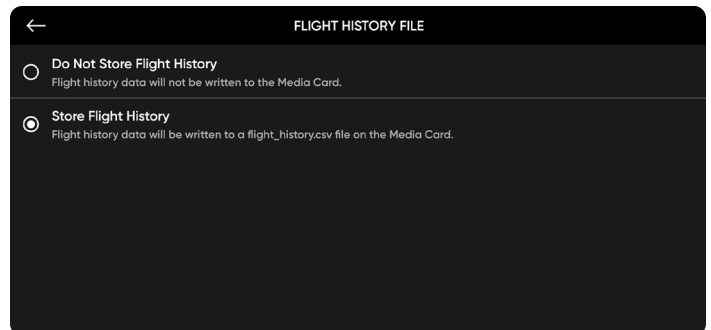 FLIGHT HISTORY FILE
Do Not Store Flight History
Flight history data will not be written to the Media Card.
Store Flight History
Flight history data will be written to a flight_history.csv file on the Media Card.